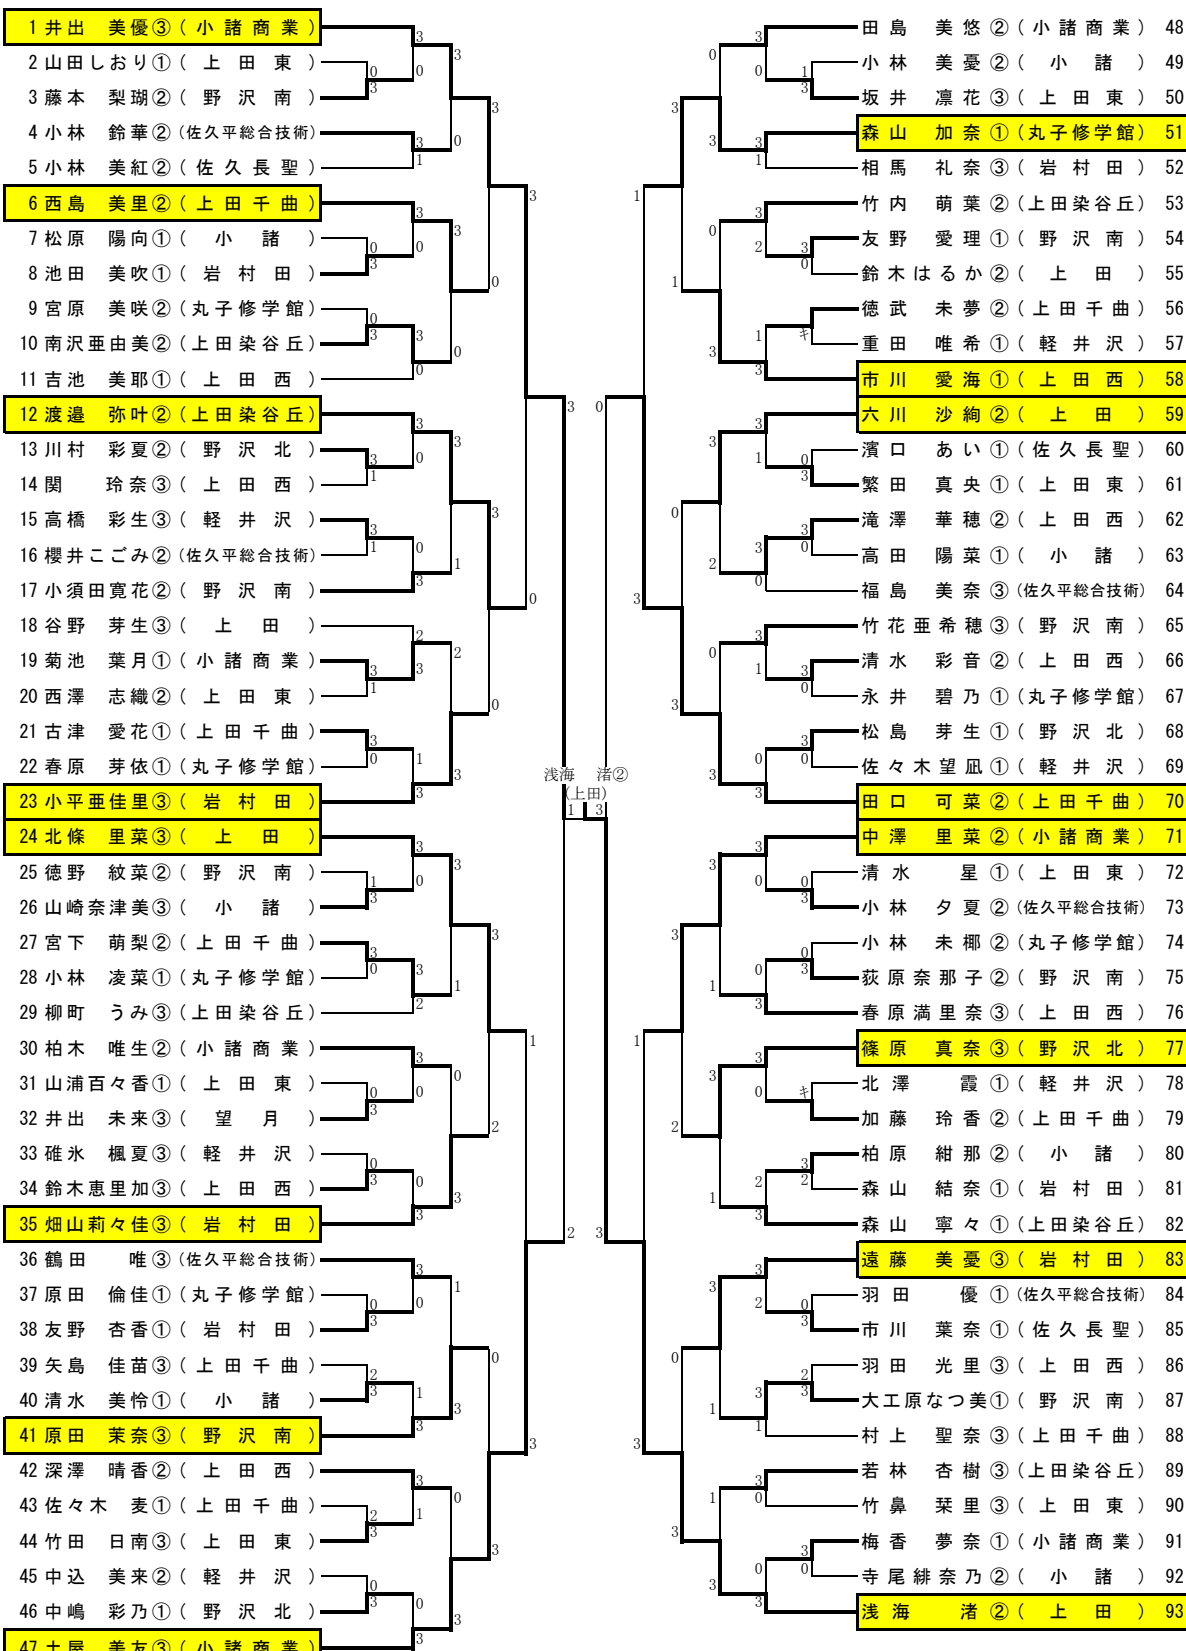 1 井出 美優③（小諸商業）
2 山田しおり①（上田東）
3 藤本 梨瑚②（野沢南）
4 小林 鈴華②（佐久平総合技術）
5 小林 美紅②（佐久長聖）
6 西島 美里②（上田千曲）
7 松原 陽向①（小諸）
8 池田 美吹①（岩村田）
9 宮原 美咲②（丸子修学館）
10 南沢亜由美②（上田染谷丘）
11 吉池 美耶①（上田西）
12 渡邉 弥叶②（上田染谷丘）
13 川村 彩夏②（野沢北）
14 関 玲奈③（上田西）
15 高橋 彩生③（軽井沢）
16 櫻井こごみ②（佐久平総合技術）
17 小須田寛花②（野沢南）
18 谷野 芽生③（上田）
19 菊池 葉月①（小諸商業）
20 西澤 志織②（上田東）
21 古津 愛花①（上田千曲）
22 春原 芽依①（丸子修学館）
23 小平亜佳里③（岩村田）
24 北條 里菜③（上田）
25 徳野 紋菜②（野沢南）
26 山崎奈津美③（小諸）
27 宮下 萌梨②（上田千曲）
28 小林 凌菜①（丸子修学館）
29 柳町 うみ③（上田染谷丘）
30 柏木 唯生②（小諸商業）
31 山浦百々香①（上田東）
32 井出 未来③（望月）
33 碓氷 楓夏③（軽井沢）
34 鈴木恵里加③（上田西）
35 畑山莉々佳③（岩村田）
36 鶴田 唯③（佐久平総合技術）
37 原田 倫佳①（丸子修学館）
38 友野 杏香①（岩村田）
39 矢島 佳苗③（上田千曲）
40 清水 美怜①（小諸）
41 原田 茉奈③（野沢南）
42 深澤 晴香②（上田西）
43 佐々木 麦①（上田千曲）
44 竹田 日南③（上田東）
45 中込 美来②（軽井沢）
46 中嶋 彩乃①（野沢北）
47 土屋 美友③（小諸商業）
浅海 渚②
（上田）
1 3
田島 美悠②（小諸商業） 48
小林 美憂②（小諸） 49
坂井 凛花③（上田東） 50
森山 加奈①（丸子修学館） 51
相馬 礼奈③（岩村田） 52
竹内 萌葉②（上田染谷丘） 53
友野 愛理①（野沢南） 54
鈴木はるか②（上田） 55
徳武 未夢②（上田千曲） 56
重田 唯希①（軽井沢） 57
市川 愛海①（上田西） 58
六川 沙絢②（上田） 59
濱口 あい①（佐久長聖） 60
繁田 真央①（上田東） 61
滝澤 華穂②（上田西） 62
高田 陽菜①（小諸） 63
福島 美奈③（佐久平総合技術） 64
竹花亜希穂③（野沢南） 65
清水 彩音②（上田西） 66
永井 碧乃①（丸子修学館） 67
松島 芽生①（野沢北） 68
佐々木望凪①（軽井沢） 69
田口 可菜②（上田千曲） 70
中澤 里菜②（小諸商業） 71
清水 星①（上田東） 72
小林 夕夏②（佐久平総合技術） 73
小林 未椰②（丸子修学館） 74
荻原奈那子②（野沢南） 75
春原満里奈③（上田西） 76
篠原 真奈③（野沢北） 77
北澤 霞①（軽井沢） 78
加藤 玲香②（上田千曲） 79
柏原 紺那②（小諸） 80
森山 結奈①（岩村田） 81
森山 寧々①（上田染谷丘） 82
遠藤 美憂③（岩村田） 83
羽田 優①（佐久平総合技術） 84
市川 葉奈①（佐久長聖） 85
羽田 光里③（上田西） 86
大工原なつ美①（野沢南） 87
村上 聖奈③（上田千曲） 88
若林 杏樹③（上田染谷丘） 89
竹鼻 栞里③（上田東） 90
梅香 夢奈①（小諸商業） 91
寺尾緋奈乃②（小諸） 92
浅海 渚②（上田） 93